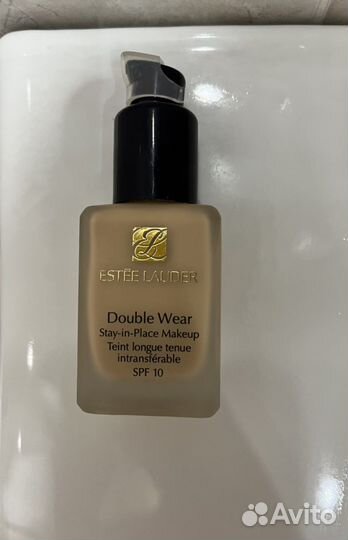 ESTĒE LAUDER
Double Wear
Stay-in-Place Makeup
Teint longue tenue
intransférable
SPF 10
Avito